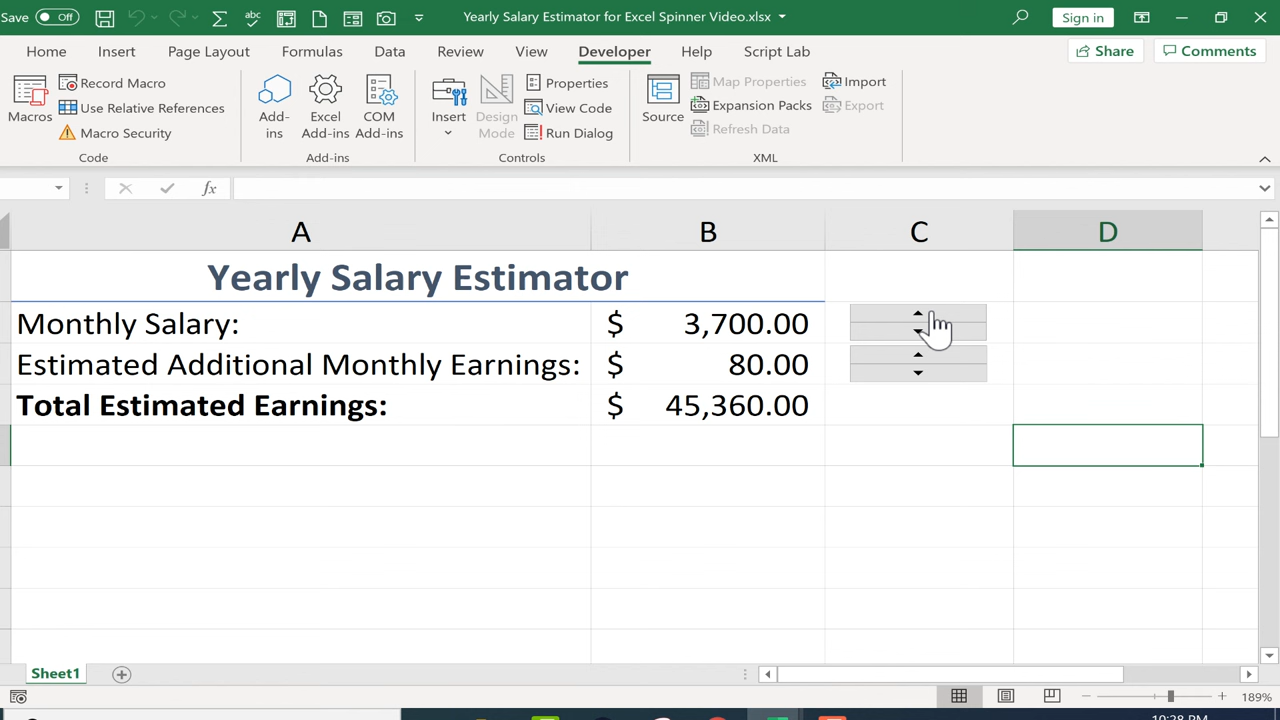 Save Off abc Yearly Salary Estimator for Excel Spinner Video.xlsx Sign in
Home Insert Page Layout Formulas Data Review View Developer Help Script Lab Share Comments
Macros Record Macro Use Relative References Macro Security
Code
Add-ins Excel Add-ins COM Add-ins
Add-ins
Insert Design Mode Properties View Code Run Dialog
Controls
Source Map Properties Expansion Packs Refresh Data Import Export
XML
fx
A B C D
Yearly Salary Estimator
Monthly Salary: $ 3,700.00
Estimated Additional Monthly Earnings: $ 80.00
Total Estimated Earnings: $ 45,360.00
Sheet1
189%
10:28 PM